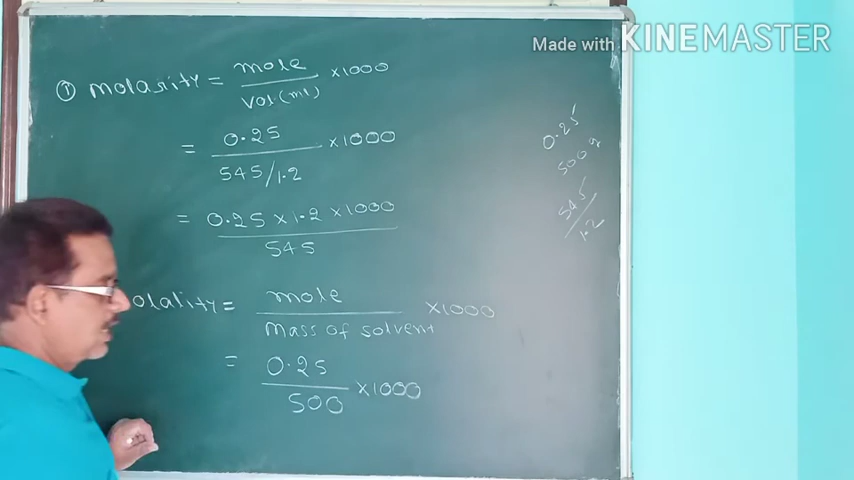 Made with KINEMASTER
① Molarity = mole / Vol.(ml) ×1000
= 0.25 / 545/1.2 ×1000
= 0.25 × 1.2 × 1000 / 545
olality = mole / Mass of solvent ×1000
= 0.25 / 500 ×1000
0.25
500 g
545 / 1.2